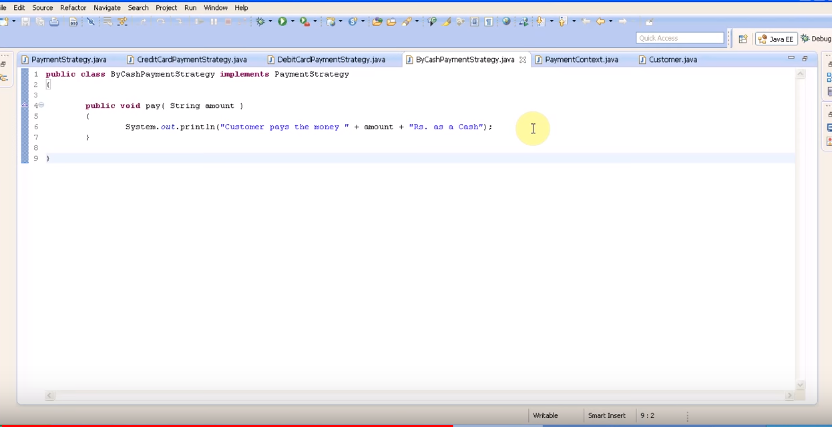 ile Edit Source Refactor Navigate Search Project Run Window Help
Quick Access
Java EE Debug
PaymentStrategy.java CreditCardPaymentStrategy.java DebitCardPaymentStrategy.java ByCashPaymentStrategy.java PaymentContext.java Customer.java
1 public class ByCashPaymentStrategy implements PaymentStrategy
2 {
3
4 public void pay( String amount )
5 {
6 System.out.println("Customer pays the money " + amount + "Rs. as a Cash");
7 }
8
9 }
Writable Smart Insert 9 : 2